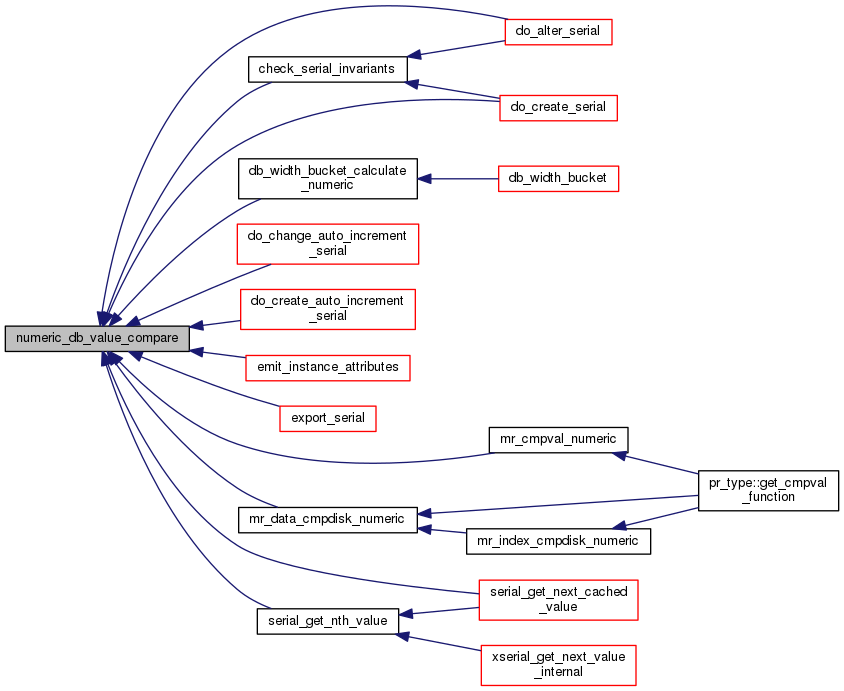 do_alter_serial
check_serial_invariants
do_create_serial
db_width_bucket_calculate
_numeric
db_width_bucket
do_change_auto_increment
_serial
do_create_auto_increment
_serial
numeric_db_value_compare
emit_instance_attributes
export_serial
mr_cmpval_numeric
pr_type::get_cmpval
_function
mr_data_cmpdisk_numeric
mr_index_cmpdisk_numeric
serial_get_next_cached
_value
serial_get_nth_value
xserial_get_next_value
_internal